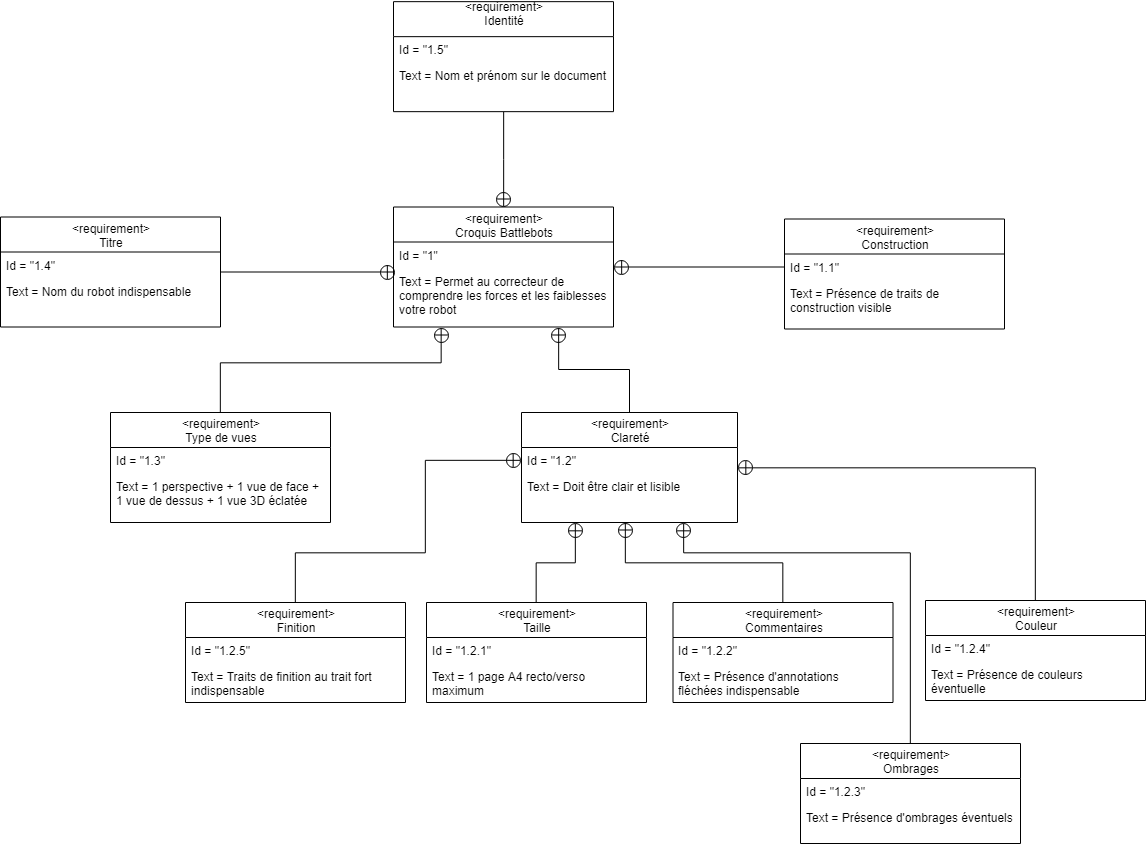 <requirement>
Identité
Id = "1.5"
Text = Nom et prénom sur le document
<requirement>
Titre
Id = "1.4"
Text = Nom du robot indispensable
<requirement>
Croquis Battlebots
Id = "1"
Text = Permet au correcteur de
comprendre les forces et les faiblesses
votre robot
<requirement>
Construction
Id = "1.1"
Text = Présence de traits de
construction visible
<requirement>
Type de vues
Id = "1.3"
Text = 1 perspective + 1 vue de face +
1 vue de dessus + 1 vue 3D éclatée
<requirement>
Clareté
Id = "1.2"
Text = Doit être clair et lisible
<requirement>
Finition
Id = "1.2.5"
Text = Traits de finition au trait fort
indispensable
<requirement>
Taille
Id = "1.2.1"
Text = 1 page A4 recto/verso
maximum
<requirement>
Commentaires
Id = "1.2.2"
Text = Présence d'annotations
fléchées indispensable
<requirement>
Couleur
Id = "1.2.4"
Text = Présence de couleurs
éventuelle
<requirement>
Ombrages
Id = "1.2.3"
Text = Présence d'ombrages éventuels